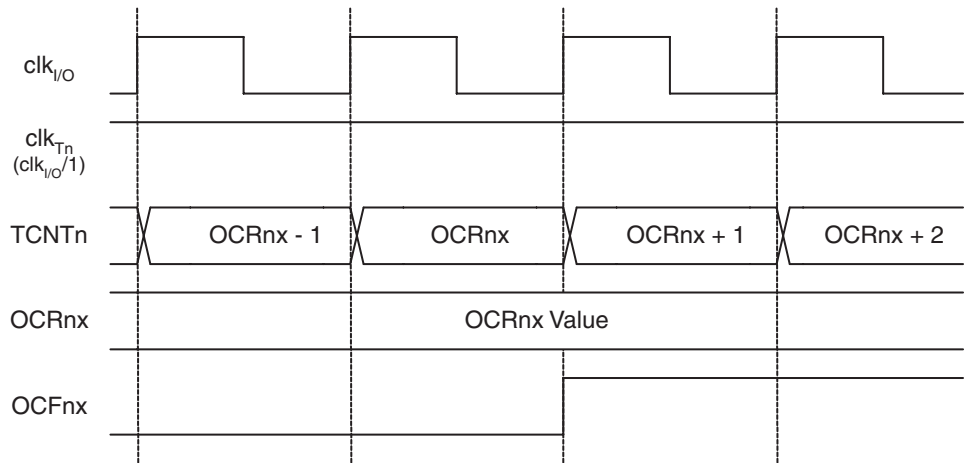 clkI/O
clkTn
(clkI/O/1)
TCNTn OCRnx - 1 OCRnx OCRnx + 1 OCRnx + 2
OCRnx OCRnx Value
OCFnx